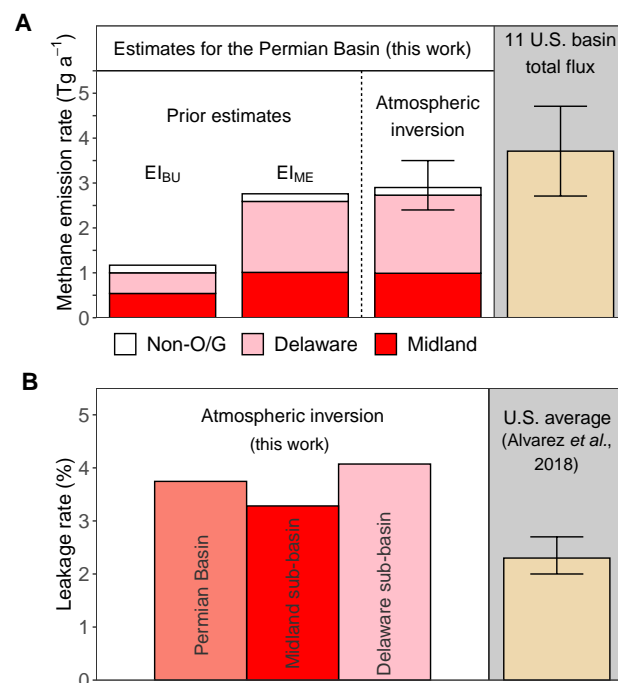 A
Estimates for the Permian Basin (this work)
11 U.S. basin
total flux
Methane emission rate (Tg a⁻¹)
5
4
3
2
1
0
Prior estimates
Atmospheric
inversion
EI_BU
EI_ME
Non-O/G
Delaware
Midland
B
Leakage rate (%)
5
4
3
2
1
0
Atmospheric inversion
(this work)
U.S. average
(Alvarez et al.,
2018)
Permian Basin
Midland sub-basin
Delaware sub-basin